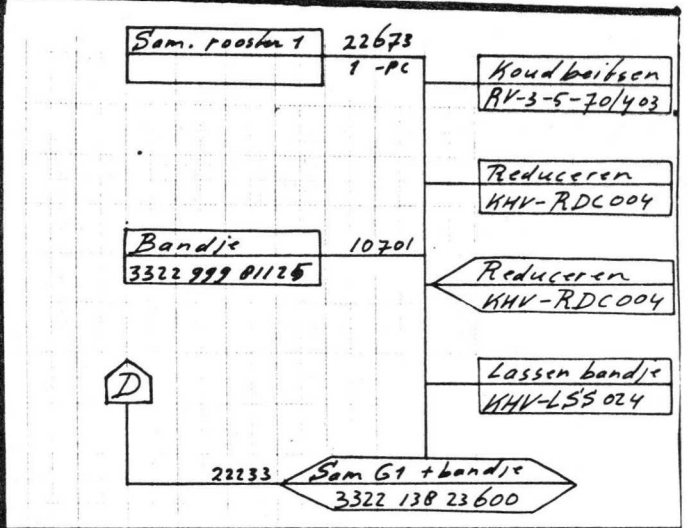 Sam. rooster 1 22673
1 -PC
Koudbeitsen
RV-3-5-70/403
Reduceren
KHV-RDC004
Bandje 10701
3322 999 81125
Reduceren
KHV-RDC004
Lassen bandje
KHV-LSS 024
D
22233 Sam G1 + bandje
3322 138 23600